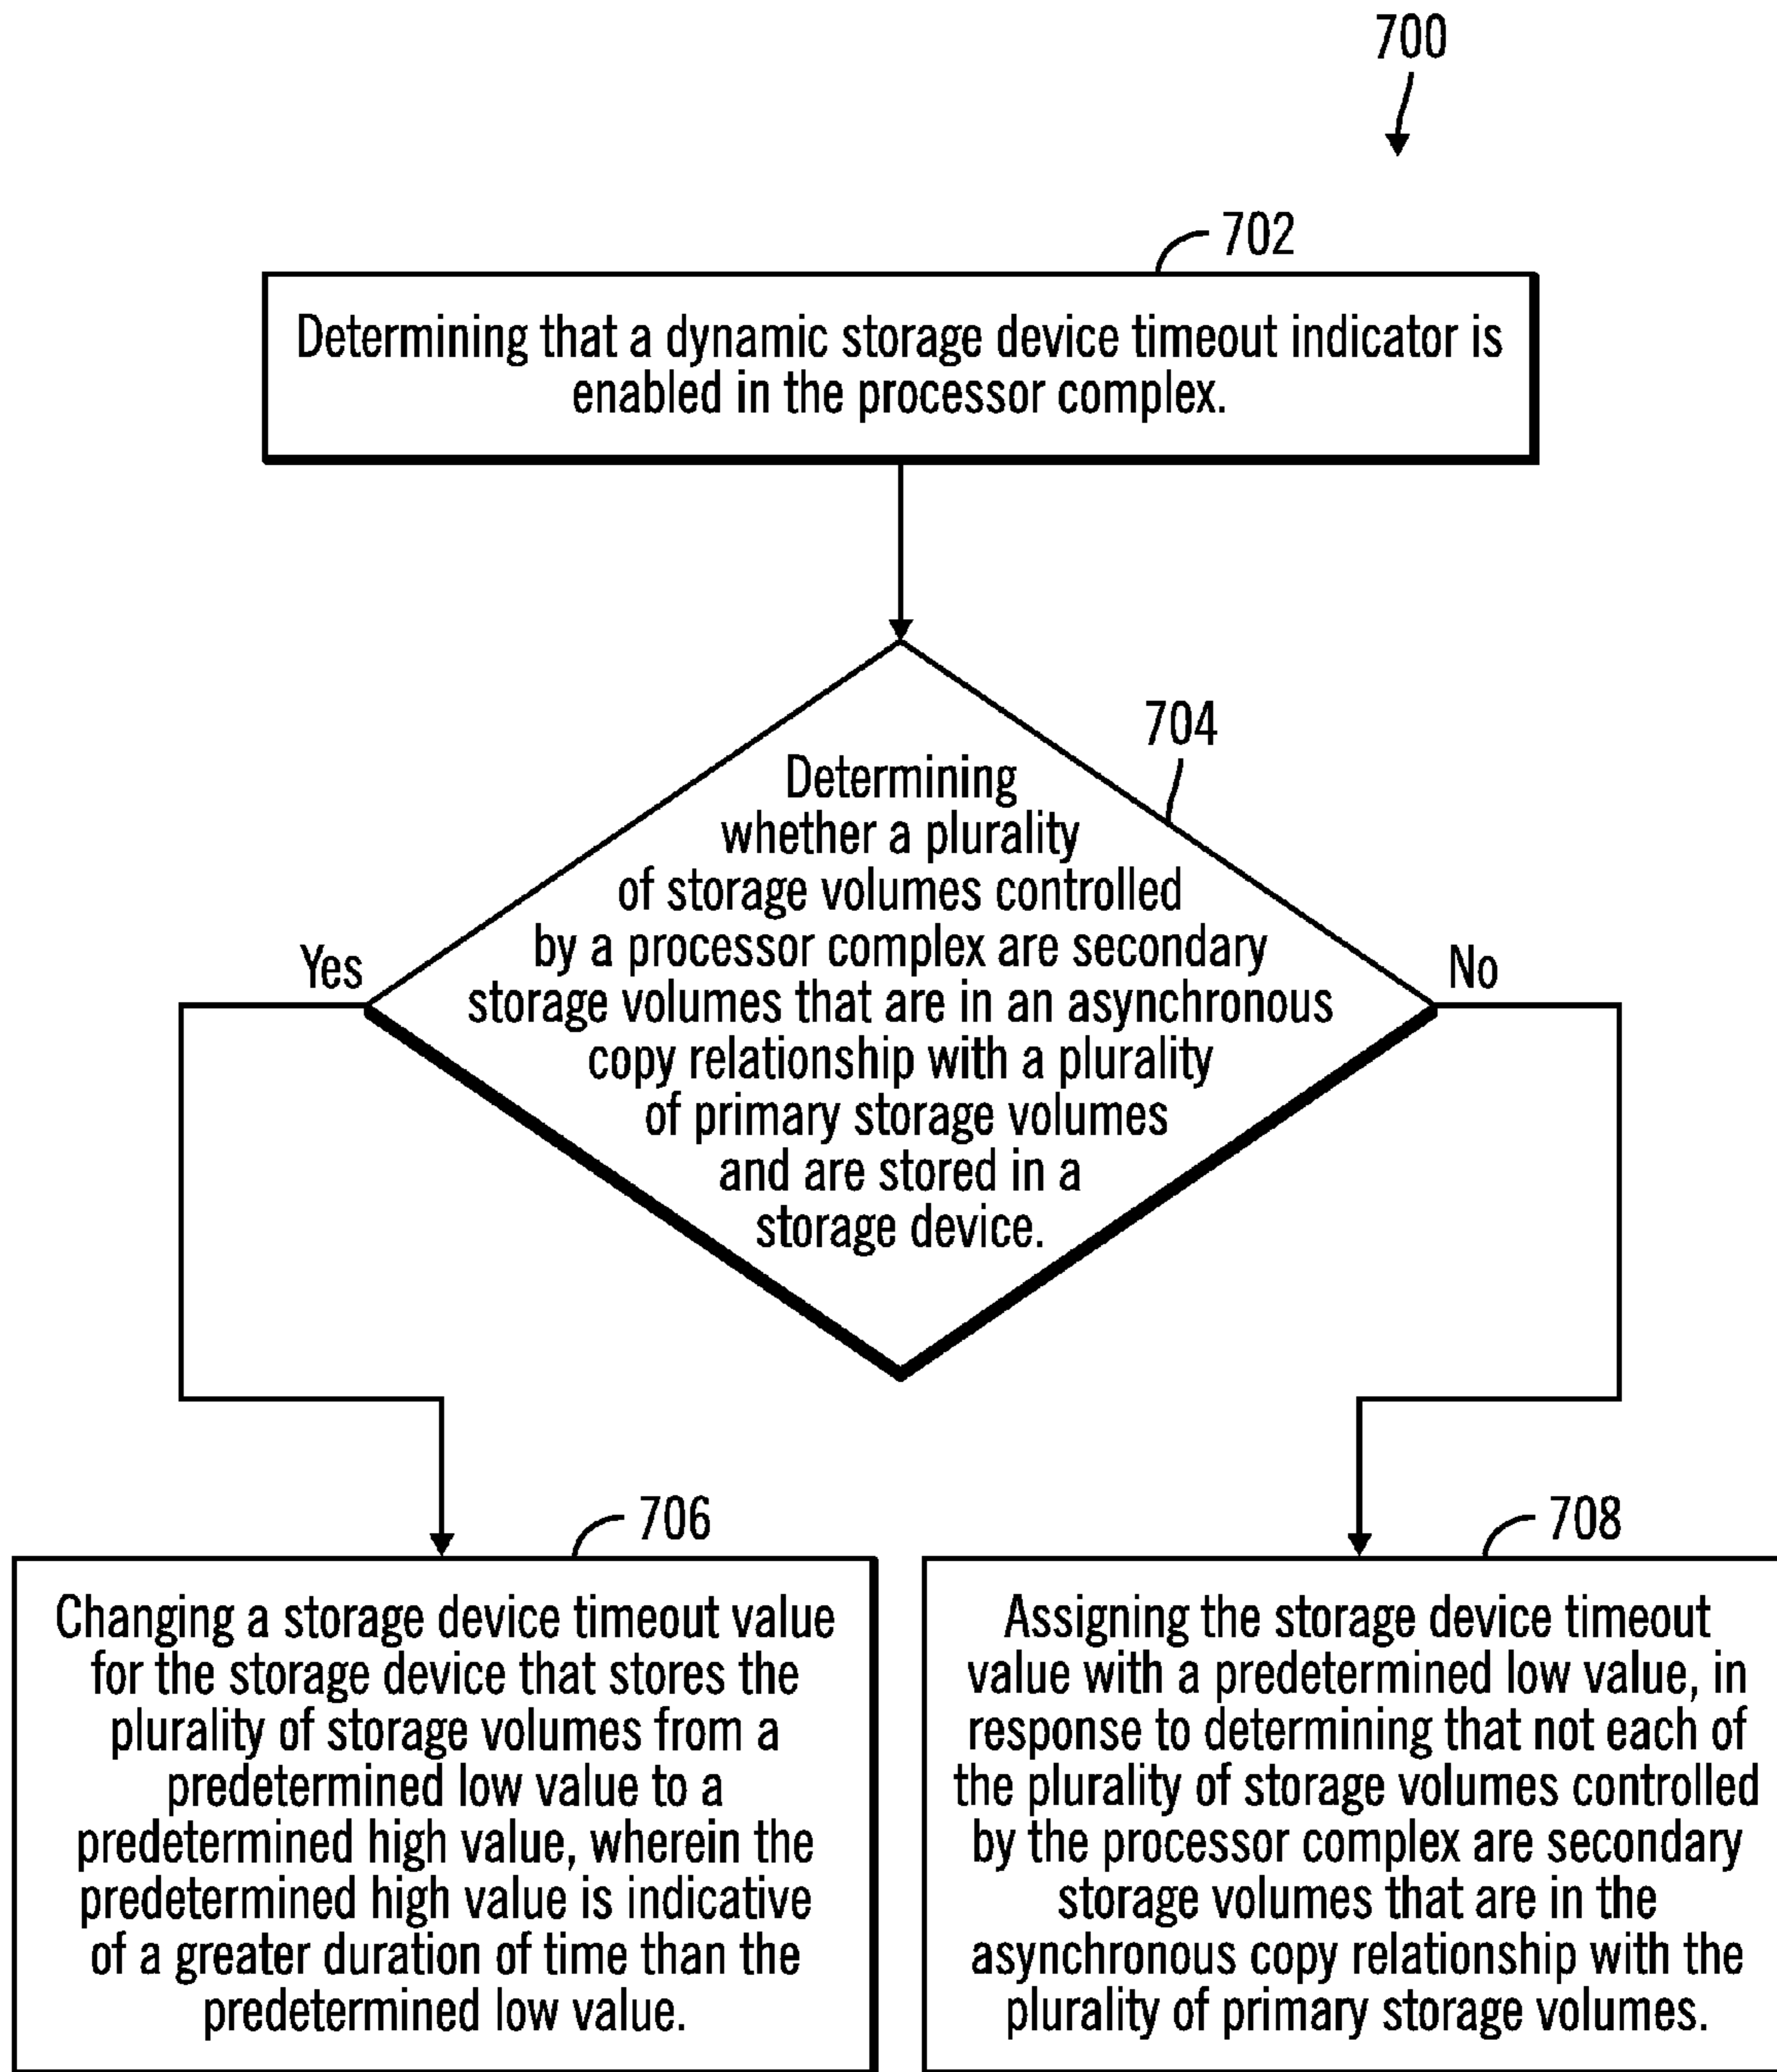 700
702
Determining that a dynamic storage device timeout indicator is
enabled in the processor complex.
704
Determining
whether a plurality
of storage volumes controlled
by a processor complex are secondary
storage volumes that are in an asynchronous
copy relationship with a plurality
of primary storage volumes
and are stored in a
storage device.
Yes
No
706
Changing a storage device timeout value
for the storage device that stores the
plurality of storage volumes from a
predetermined low value to a
predetermined high value, wherein the
predetermined high value is indicative
of a greater duration of time than the
predetermined low value.
708
Assigning the storage device timeout
value with a predetermined low value, in
response to determining that not each of
the plurality of storage volumes controlled
by the processor complex are secondary
storage volumes that are in the
asynchronous copy relationship with the
plurality of primary storage volumes.